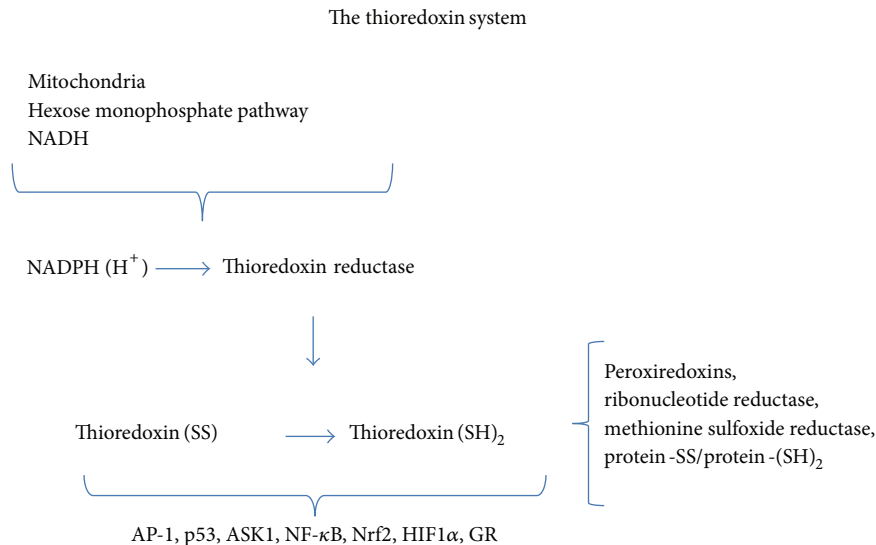 The thioredoxin system
Mitochondria
Hexose monophosphate pathway
NADH
NADPH (H⁺) → Thioredoxin reductase
Thioredoxin (SS) → Thioredoxin (SH)₂
Peroxiredoxins,
ribonucleotide reductase,
methionine sulfoxide reductase,
protein -SS/protein -(SH)₂
AP-1, p53, ASK1, NF-κB, Nrf2, HIF1α, GR